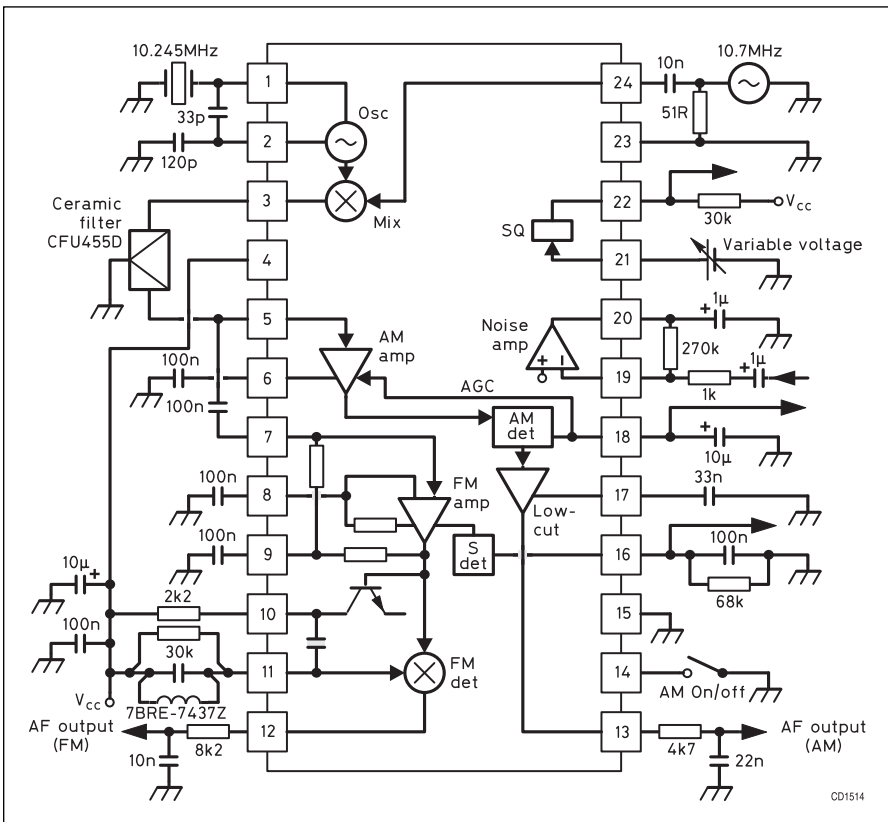 10.245MHz
33p
120p
Ceramic
filter
CFU455D
100n
100n
100n
100n
10µ
+
2k2
100n
30k
Vcc
7BRE-7437Z
AF output
(FM)
8k2
10n
1
2
3
4
5
6
7
8
9
10
11
12
Osc
Mix
AM
amp
AGC
AM
det
FM
amp
Low-
cut
S
det
FM
det
SQ
Noise
amp
+
–
24
23
22
21
20
19
18
17
16
15
14
13
10n
10.7MHz
51R
30k
Vcc
Variable voltage
+
1µ
270k
1k
+
1µ
+
10µ
33n
100n
68k
AM On/off
4k7
AF output
(AM)
22n
CD1514